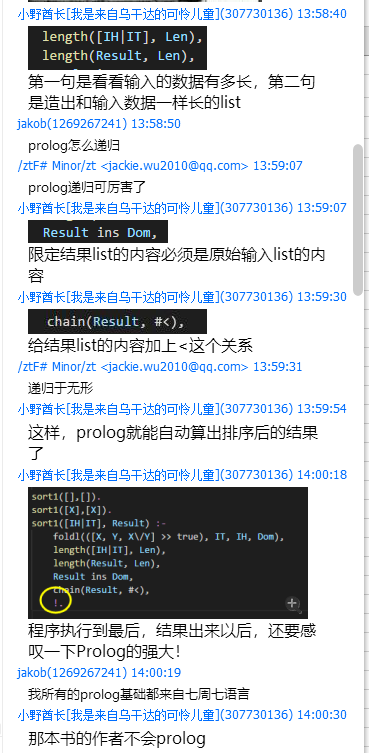 小野酋长[我是来自乌干达的可怜儿童](307730136) 13:58:40
length([IH|IT], Len),
length(Result, Len),
第一句是看看输入的数据有多长，第二句
是造出和输入数据一样长的list
jakob(1269267241) 13:58:50
prolog怎么递归
/ztF# Minor/zt <jackie.wu2010@qq.com> 13:59:07
prolog递归可厉害了
小野酋长[我是来自乌干达的可怜儿童](307730136) 13:59:07
Result ins Dom,
限定结果list的内容必须是原始输入list的内
容
小野酋长[我是来自乌干达的可怜儿童](307730136) 13:59:30
chain(Result, #<),
给结果list的内容加上<这个关系
/ztF# Minor/zt <jackie.wu2010@qq.com> 13:59:31
递归于无形
小野酋长[我是来自乌干达的可怜儿童](307730136) 13:59:54
这样，prolog就能自动算出排序后的结果
了
小野酋长[我是来自乌干达的可怜儿童](307730136) 14:00:18
sort1([],[]).
sort1([X],[X]).
sort1([IH|IT], Result) :-
foldl(([X, Y, X\/Y] >> true), IT, IH, Dom),
length([IH|IT], Len),
length(Result, Len),
Result ins Dom,
chain(Result, #<),
!.
程序执行到最后，结果出来以后，还要感
叹一下Prolog的强大！
jakob(1269267241) 14:00:19
我所有的prolog基础都来自七周七语言
小野酋长[我是来自乌干达的可怜儿童](307730136) 14:00:30
那本书的作者不会prolog